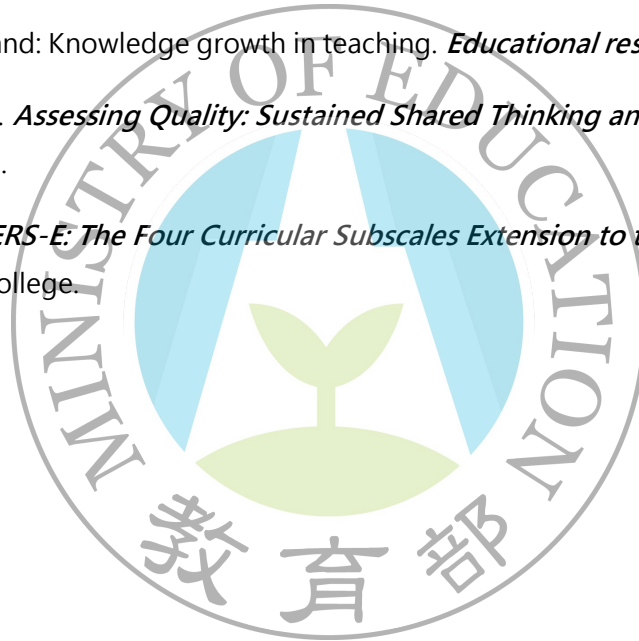 and: Knowledge growth in teaching. Educational res
. Assessing Quality: Sustained Shared Thinking an
.
ERS-E: The Four Curricular Subscales Extension to t
ollege.
MINISTRY OF EDUCATION
教育部